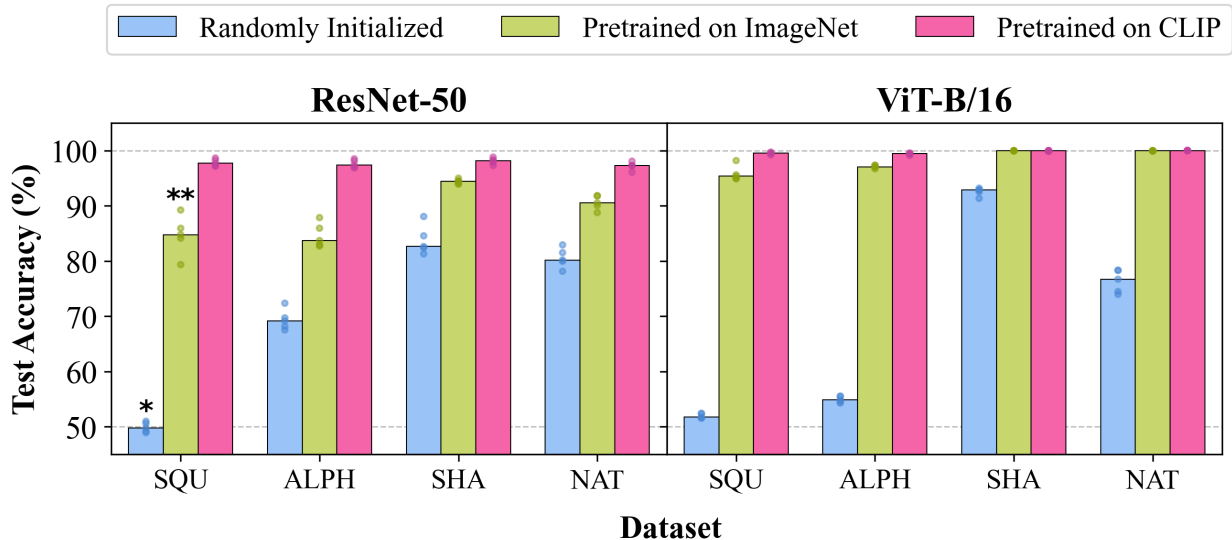 Randomly Initialized Pretrained on ImageNet Pretrained on CLIP
ResNet-50 ViT-B/16
Test Accuracy (%)
100
90
80
70
60
50
**
*
SQU ALPH SHA NAT SQU ALPH SHA NAT
Dataset